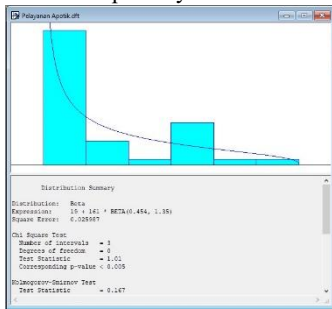 Pelayanan Apotik.dft
Distribution Summary
Distribution: Beta
Expression: 15 + 161 * BETA(0.454, 1.35)
Square Error: 0.025987
Chi Square Test
Number of intervals = 3
Degrees of freedom = 0
Test Statistic = 1.01
Corresponding p-value < 0.005
Kolmogorov-Smirnov Test
Test Statistic = 0.167